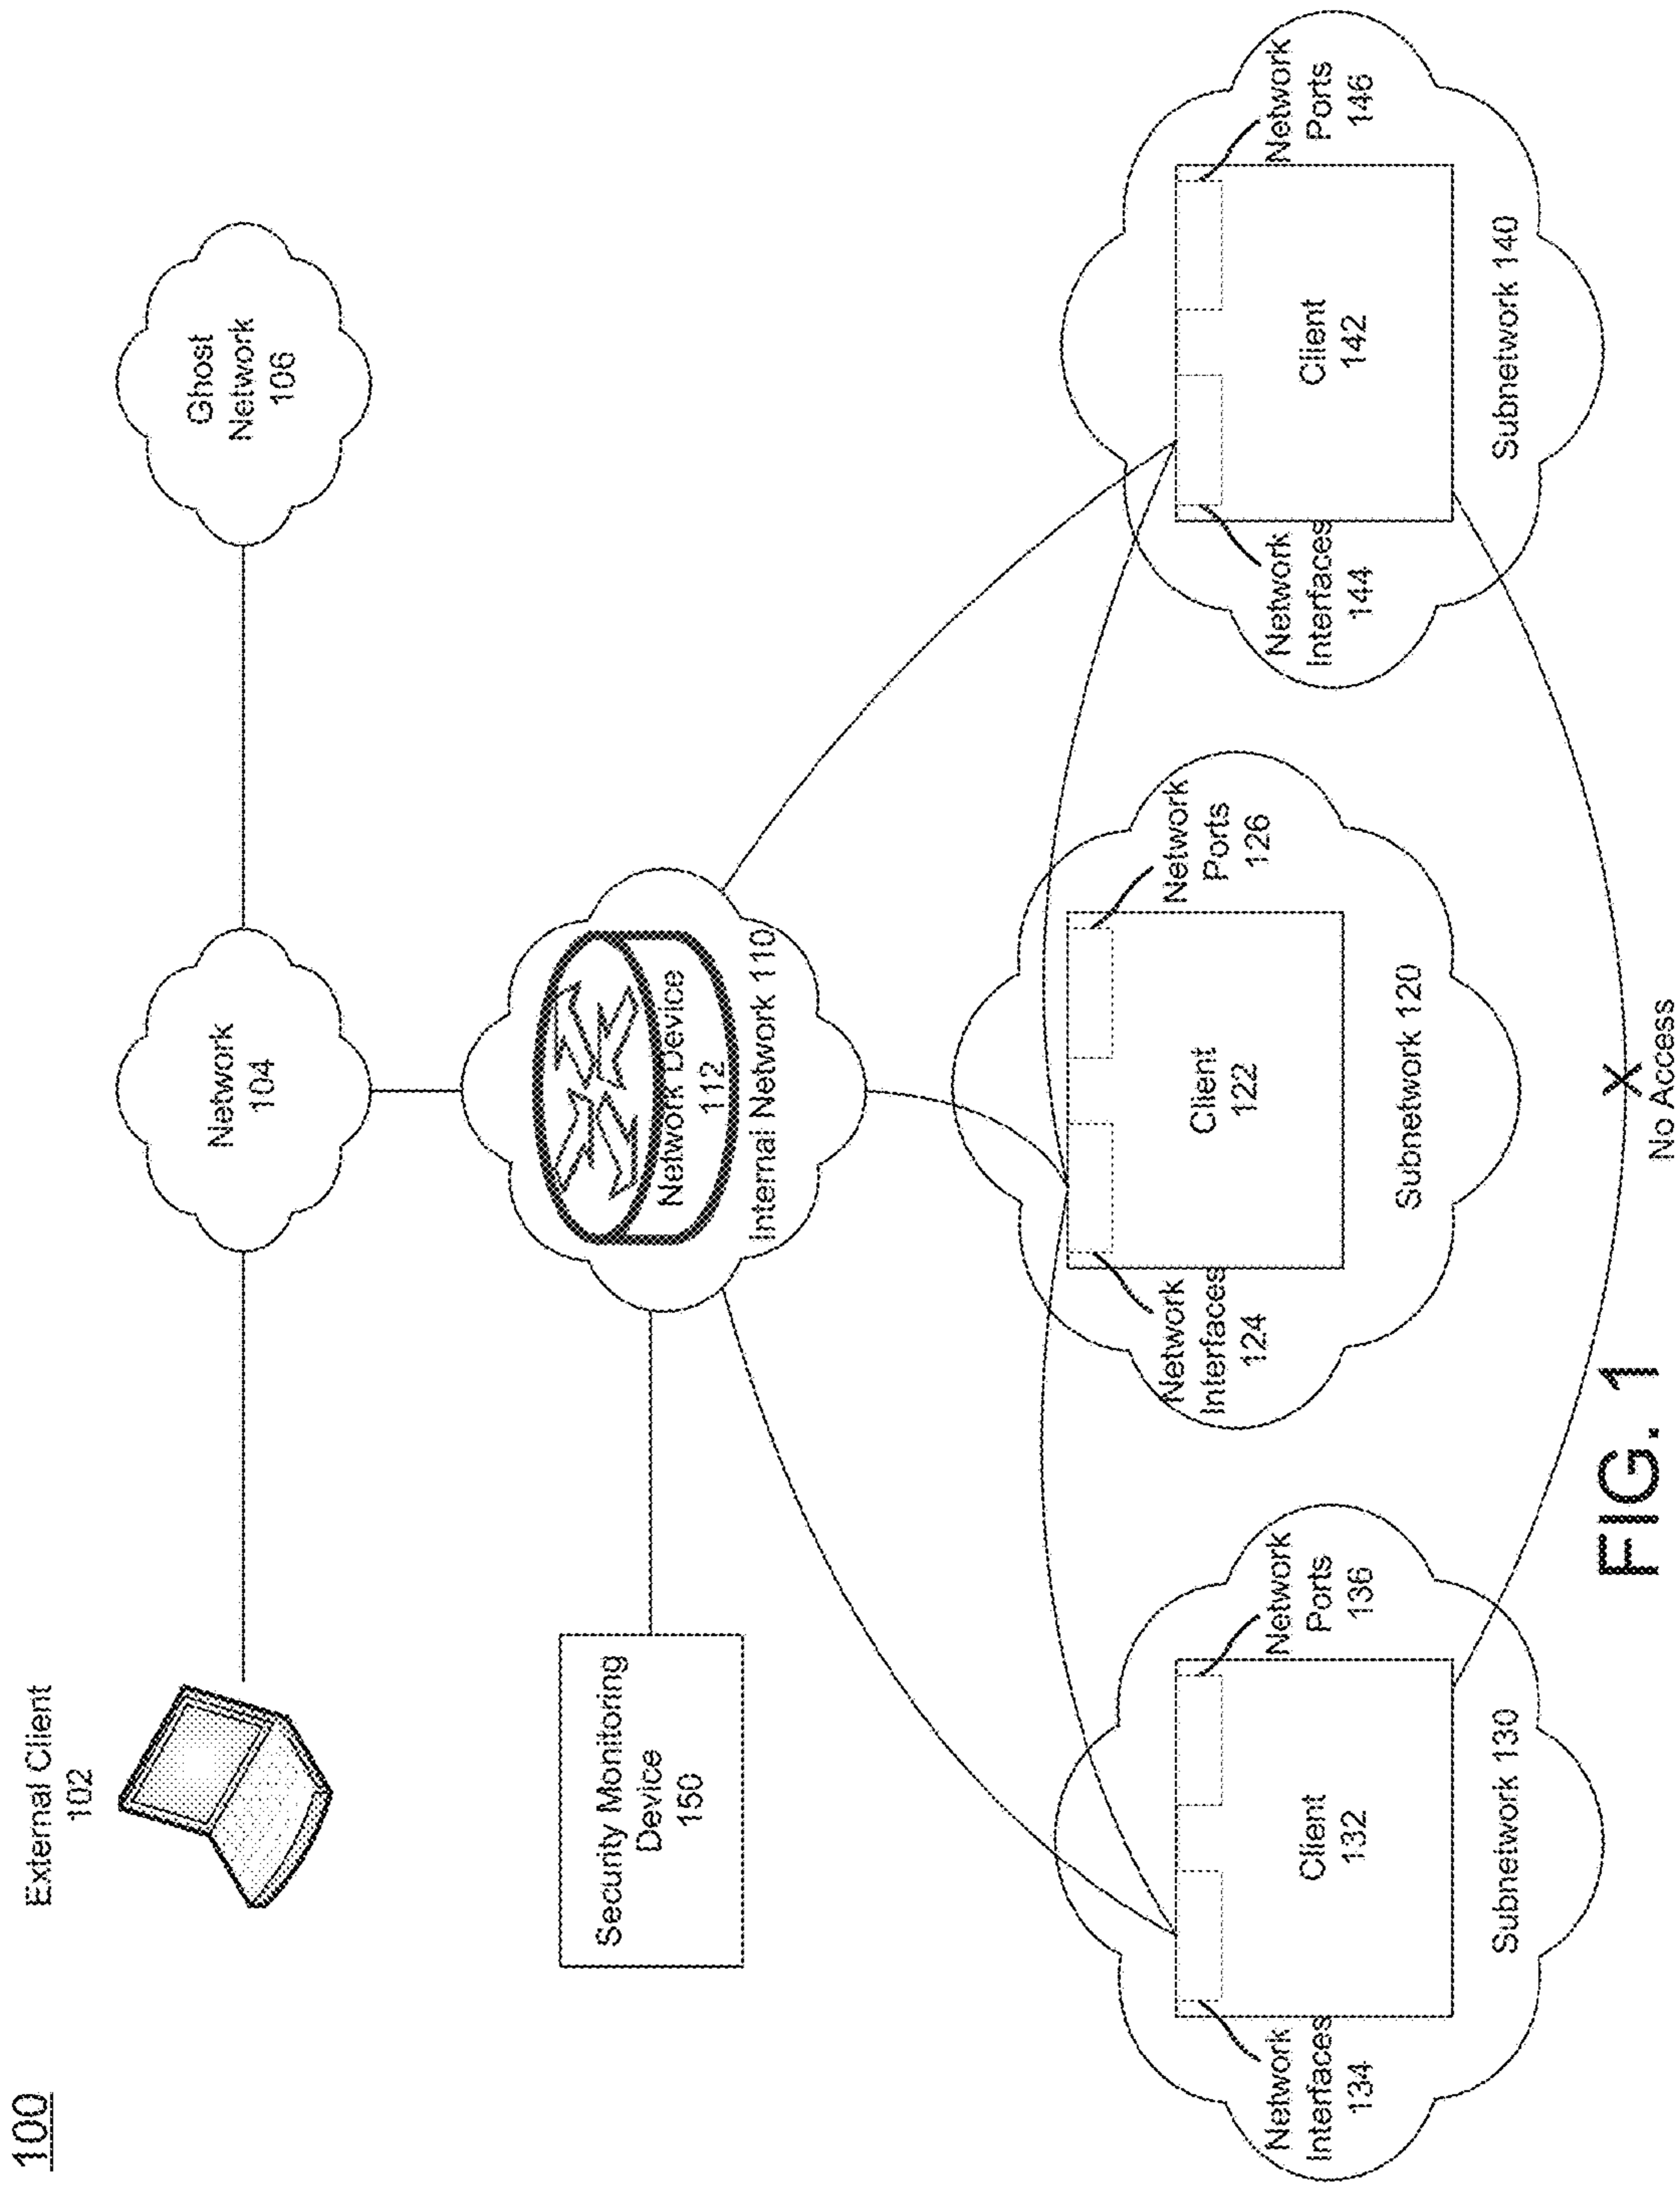 100
External Client
102
Network
104
Ghost
Network
106
Security Monitoring
Device
150
Network Device
112
Internal Network 110
Network
Interfaces
134
Client
132
Network
Ports
136
Subnetwork 130
Network
Interfaces
124
Client
122
Network
Ports
126
Subnetwork 120
Network
Interfaces
144
Client
142
Network
Ports
146
Subnetwork 140
X
No Access
FIG. 1